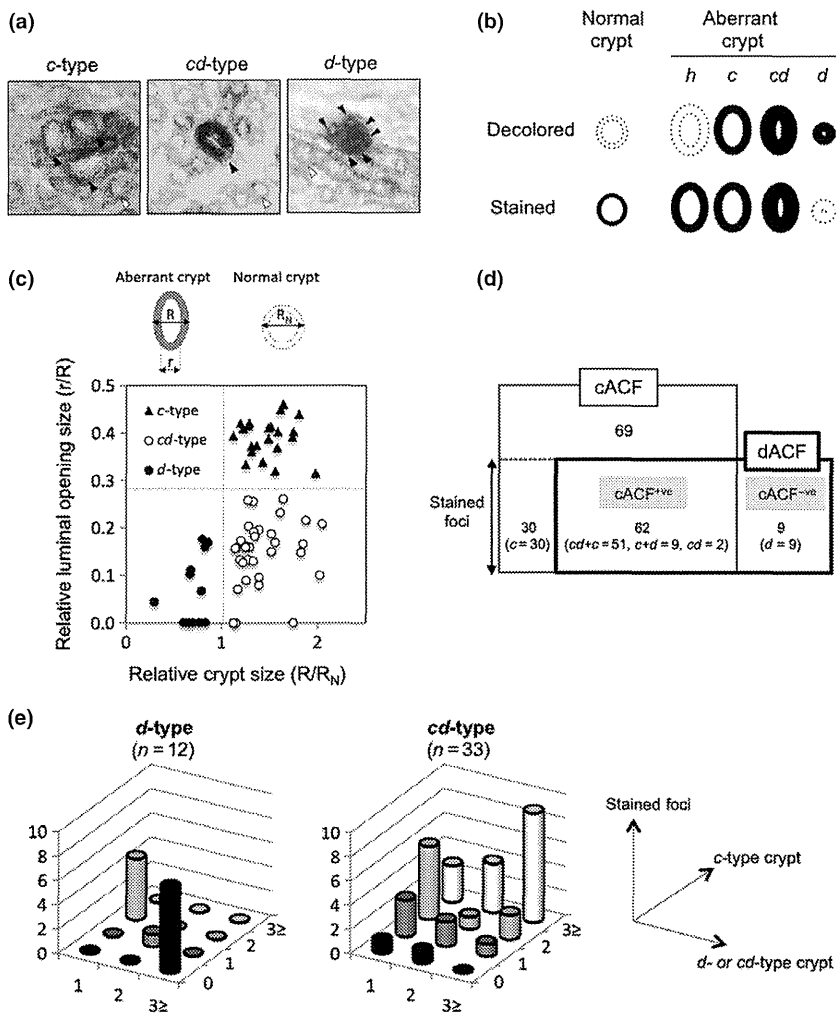 (a)
c-type
cd-type
d-type
(b)
Normal
crypt
Aberrant
crypt
h c cd d
Decolored
Stained
(c)
Aberrant crypt
Normal crypt
R
r
RN
Relative luminal opening size (r/R)
0.5
0.4
0.3
0.2
0.1
0.0
c-type
cd-type
d-type
0 1 2
Relative crypt size (R/RN)
(d)
cACF
69
dACF
Stained
foci
cACF+ve
cACF−ve
30
(c = 30)
62
(cd+c = 51, c+d = 9, cd = 2)
9
(d = 9)
(e)
d-type
(n = 12)
10
8
6
4
2
0
1
2
3≥
0
1
2
3≥
cd-type
(n = 33)
10
8
6
4
2
0
1
2
3≥
0
1
2
3≥
Stained foci
c-type crypt
d- or cd-type crypt